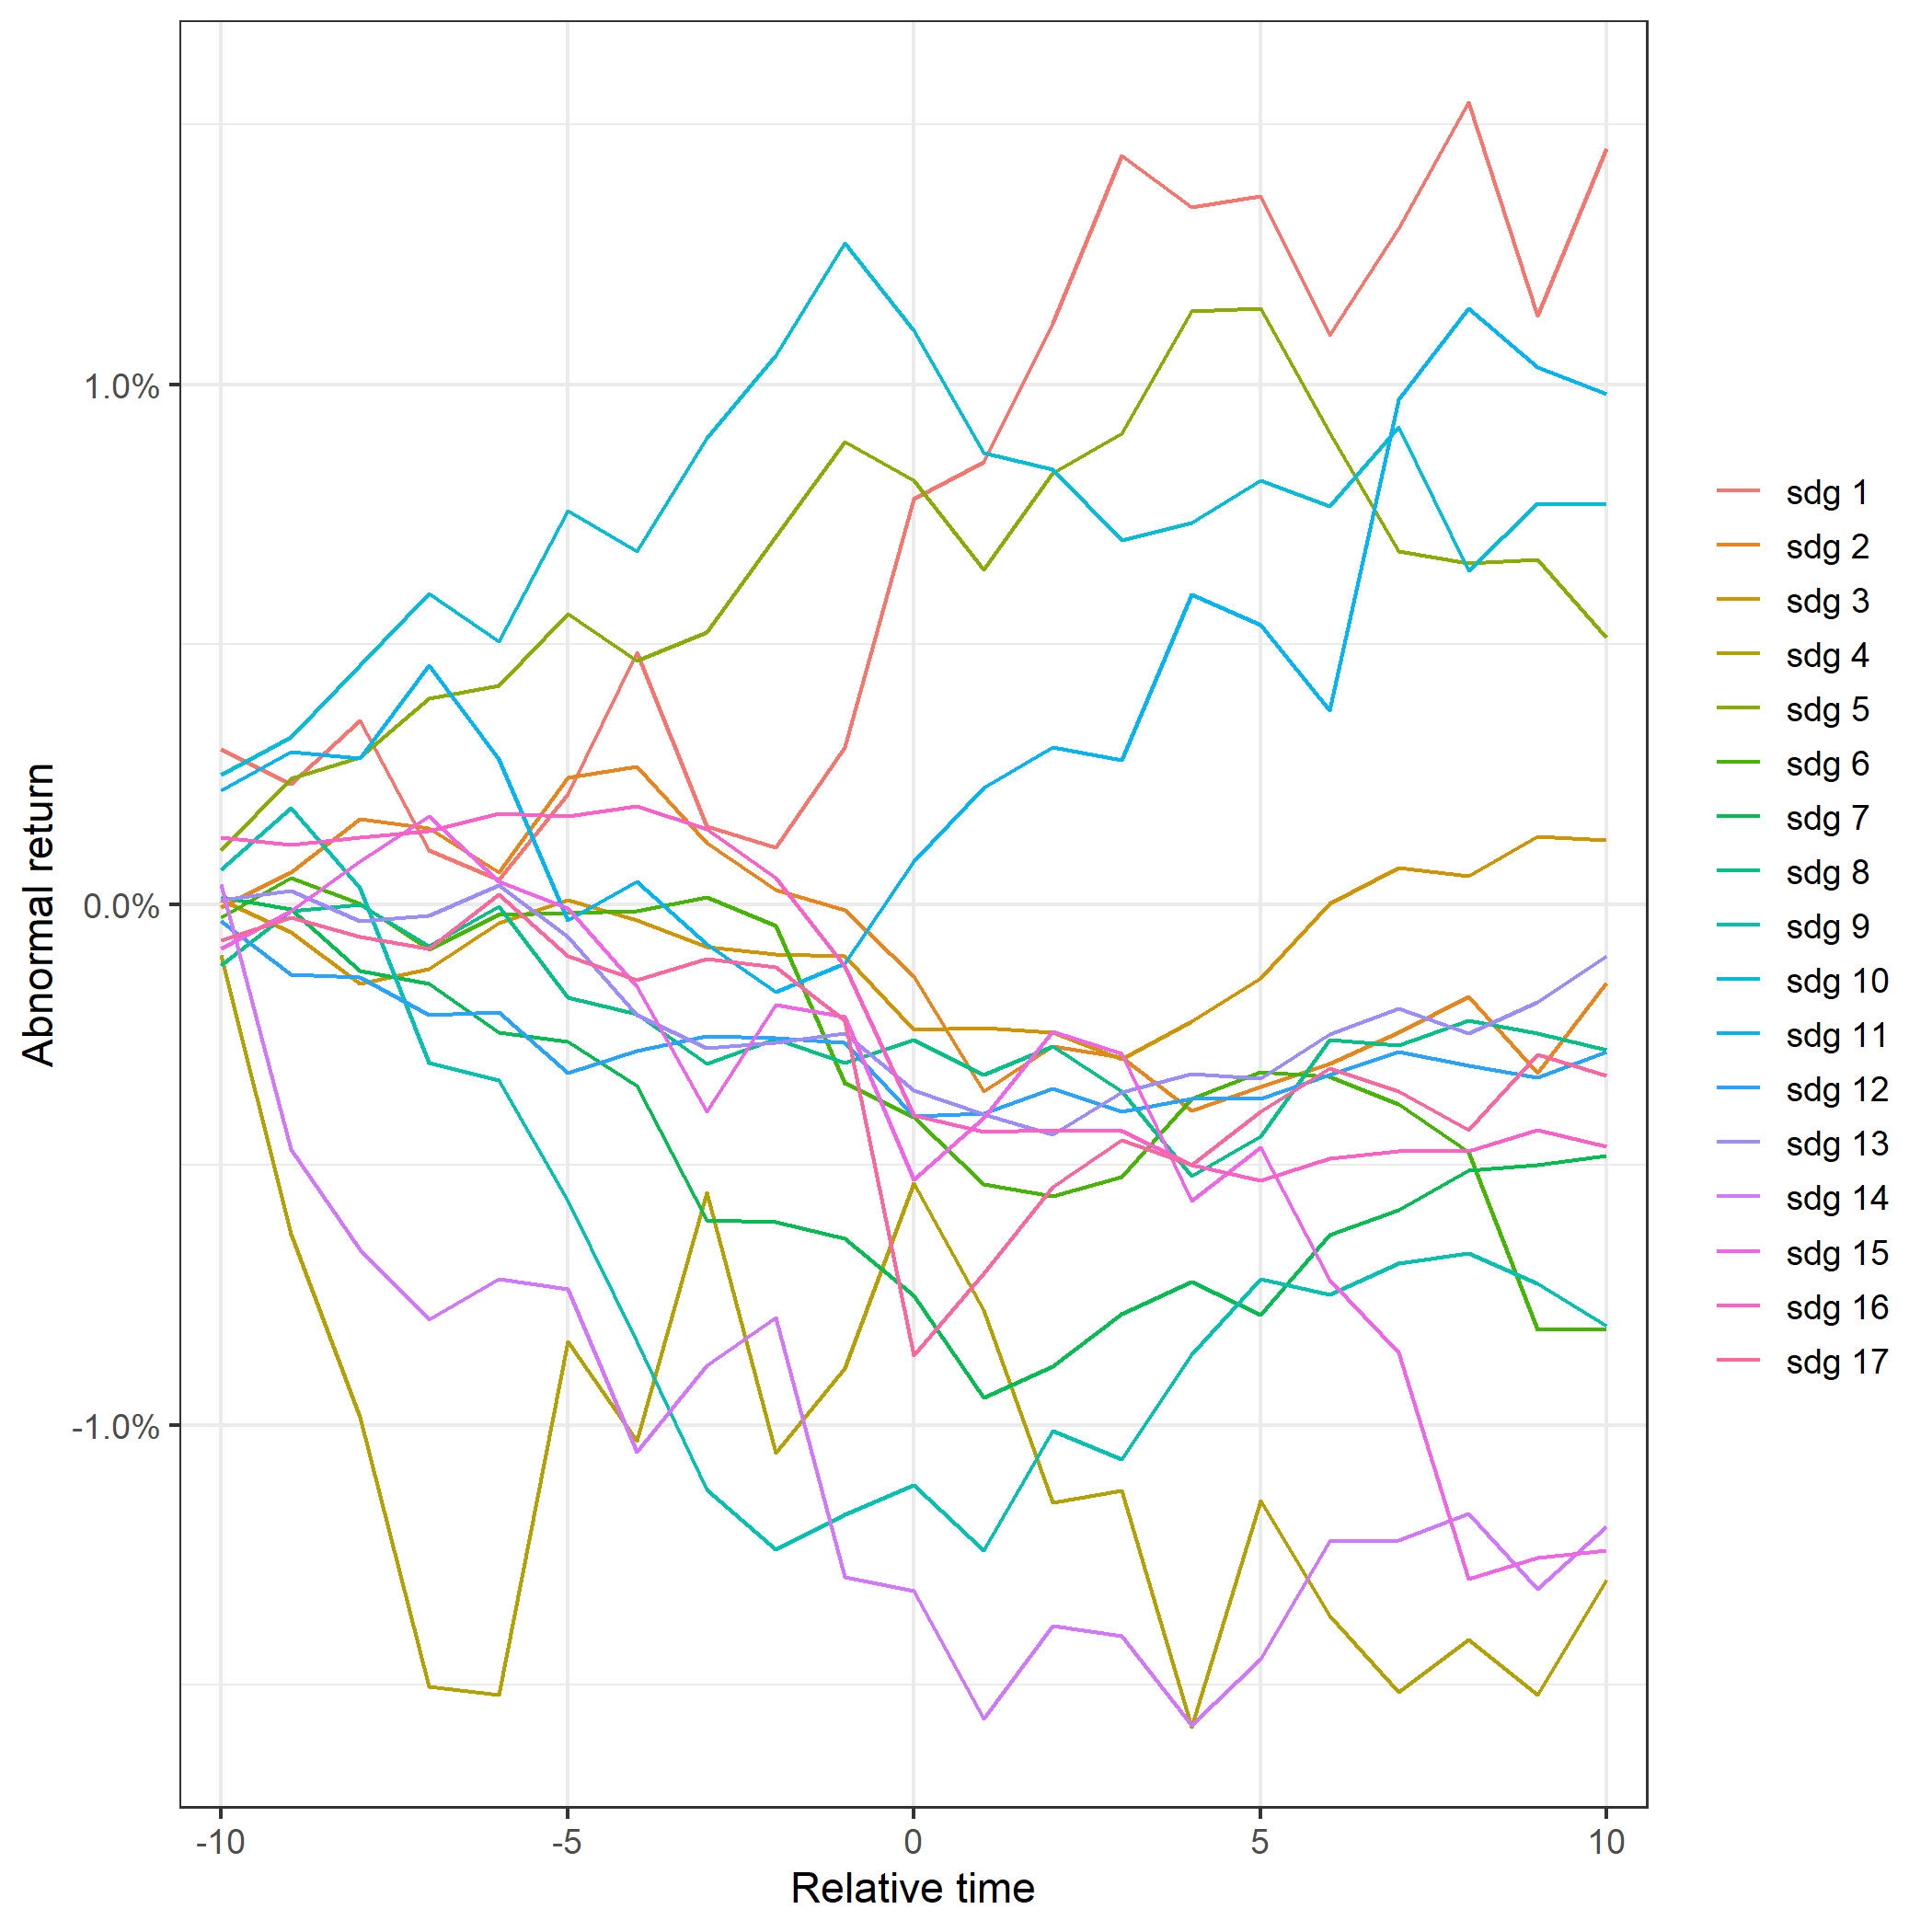 Abnormal return
1.0%
0.0%
-1.0%
-10
-5
0
5
10
Relative time
sdg 1
sdg 2
sdg 3
sdg 4
sdg 5
sdg 6
sdg 7
sdg 8
sdg 9
sdg 10
sdg 11
sdg 12
sdg 13
sdg 14
sdg 15
sdg 16
sdg 17